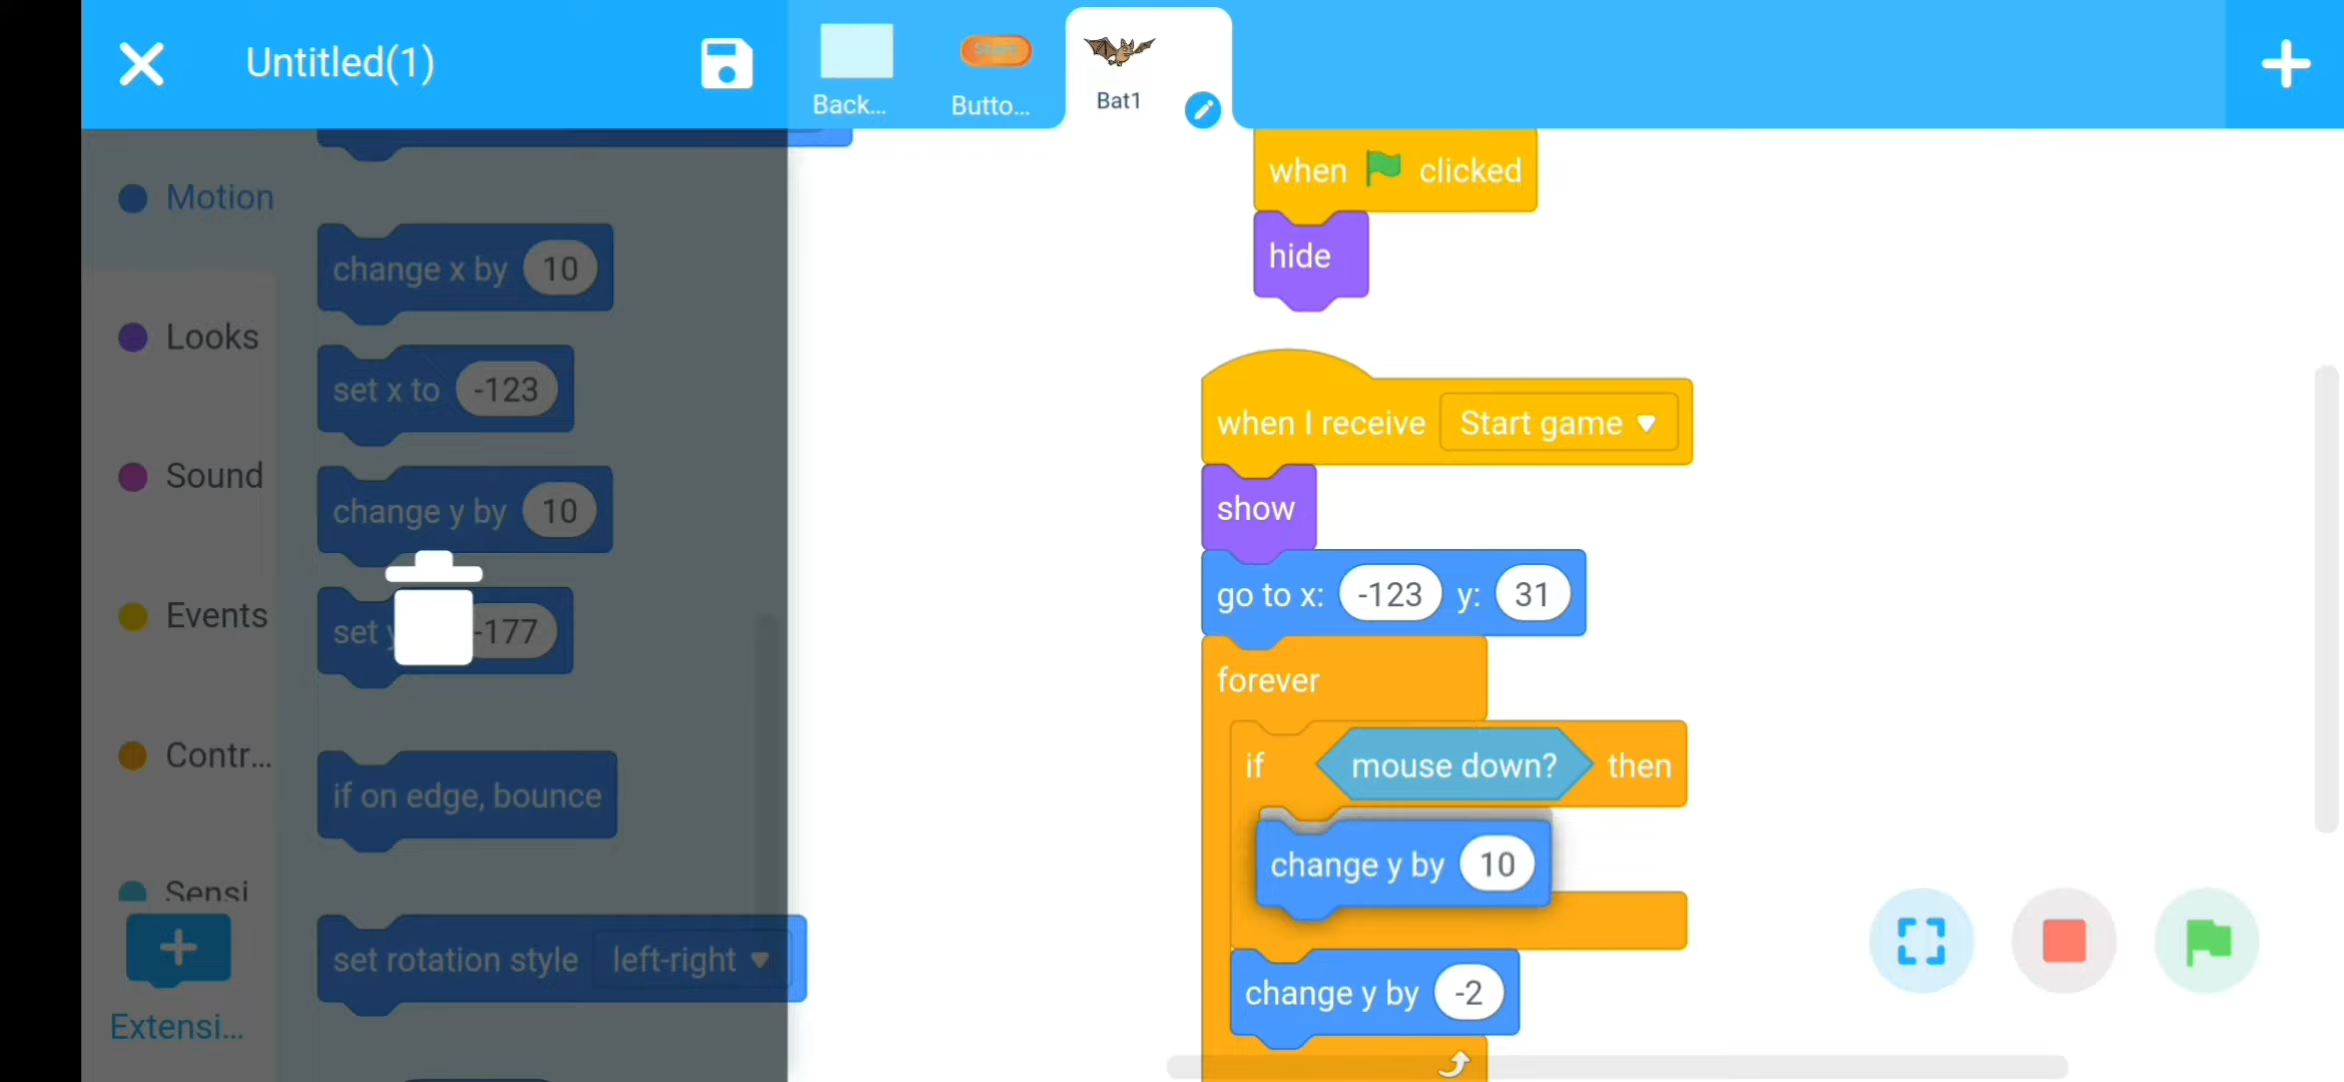 Untitled(1)
Back...
Start
Butto...
Bat1
Motion
Looks
Sound
Events
Contr...
Sensi
Extensi...
change x by 10
set x to -123
change y by 10
set -177
if on edge, bounce
set rotation style left-right
when clicked
hide
when I receive Start game
show
go to x: -123 y: 31
forever
if mouse down? then
change y by 10
change y by -2